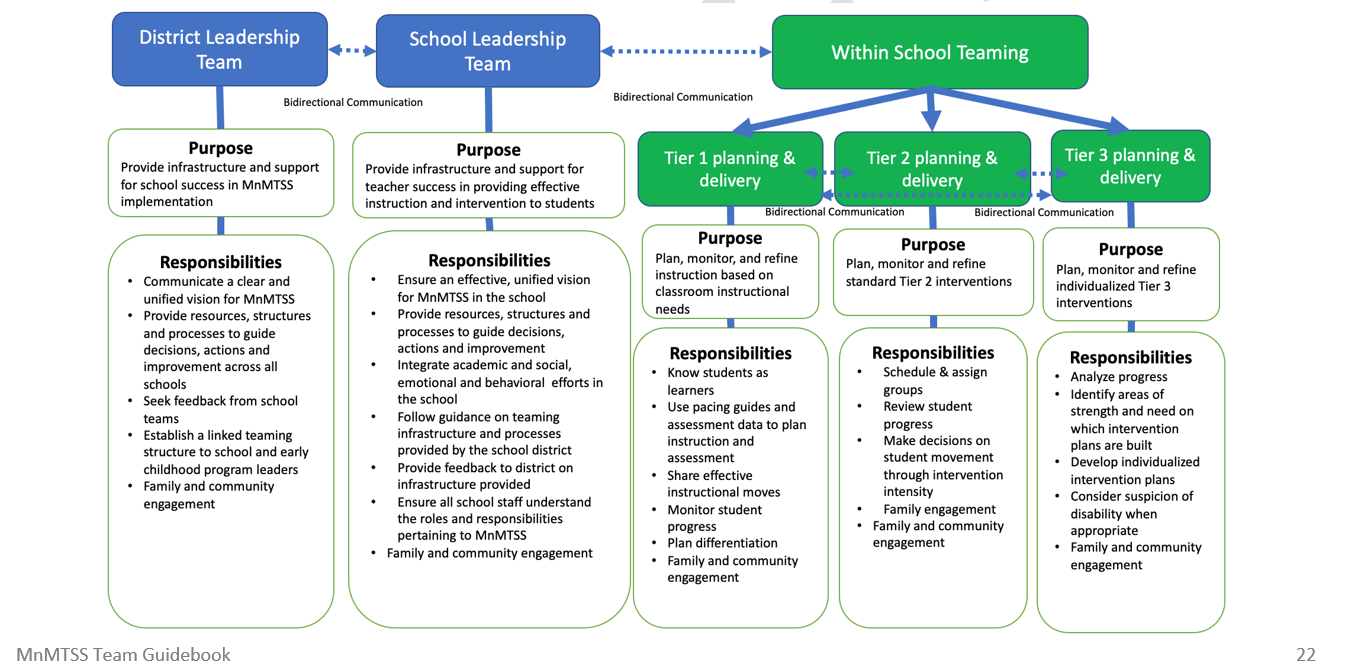 District Leadership
Team
School Leadership
Team
Within School Teaming
Bidirectional Communication
Bidirectional Communication
Purpose
Provide infrastructure and support
for school success in MnMTSS
implementation
Responsibilities
• Communicate a clear and
unified vision for MnMTSS
• Provide resources, structures
and processes to guide
decisions, actions and
improvement across all
schools
• Seek feedback from school
teams
• Establish a linked teaming
structure to school and early
childhood program leaders
• Family and community
engagement
Purpose
Provide infrastructure and support for
teacher success in providing effective
instruction and intervention to students
Responsibilities
• Ensure an effective, unified vision
for MnMTSS in the school
• Provide resources, structures and
processes to guide decisions,
actions and improvement
• Integrate academic and social,
emotional and behavioral efforts in
the school
• Follow guidance on teaming
infrastructure and processes
provided by the school district
• Provide feedback to district on
infrastructure provided
• Ensure all school staff understand
the roles and responsibilities
pertaining to MnMTSS
• Family and community engagement
Tier 1 planning &
delivery
Tier 2 planning &
delivery
Tier 3 planning &
delivery
Bidirectional Communication
Bidirectional Communication
Purpose
Plan, monitor, and refine
instruction based on
classroom instructional
needs
Responsibilities
• Know students as
learners
• Use pacing guides and
assessment data to plan
instruction and
assessment
• Share effective
instructional moves
• Monitor student
progress
• Plan differentiation
• Family and community
engagement
Purpose
Plan, monitor and refine
standard Tier 2 interventions
Responsibilities
• Schedule & assign
groups
• Review student
progress
• Make decisions on
student movement
through intervention
intensity
• Family engagement
• Family and community
engagement
Purpose
Plan, monitor and refine
individualized Tier 3
interventions
Responsibilities
• Analyze progress
• Identify areas of
strength and need on
which intervention
plans are built
• Develop individualized
intervention plans
• Consider suspicion of
disability when
appropriate
• Family and community
engagement
MnMTSS Team Guidebook
22